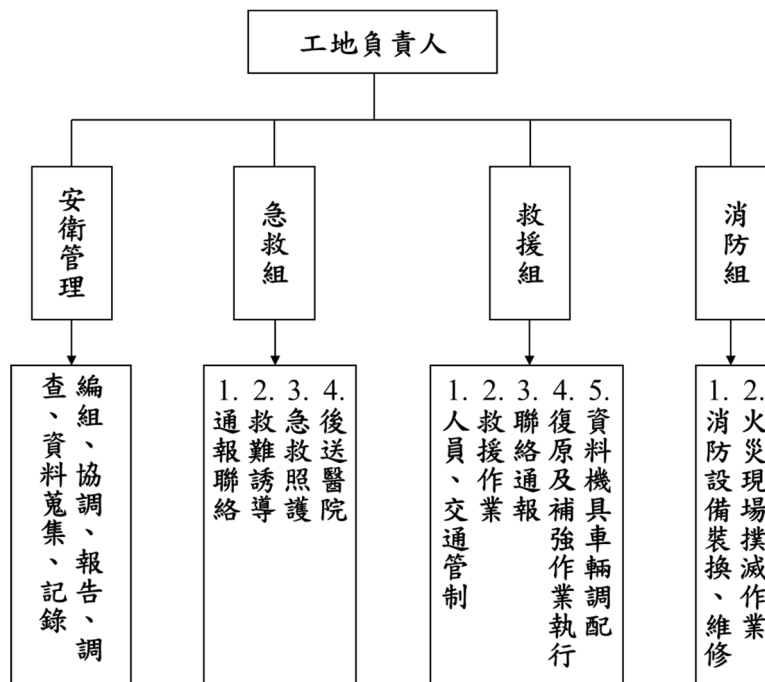 工地負責人
安衛管理
急救組
救援組
消防組
編組、協調、報告、調
查、資料蒐集、記錄
1.通報聯絡
2.救難誘導
3.急救照護
4.後送醫院
1.人員、交通管制
2.救援作業
3.聯絡通報
4.復原及補強作業執行
5.資料機具車輛調配
1.消防設備裝換、維修
2.火災現場撲滅作業